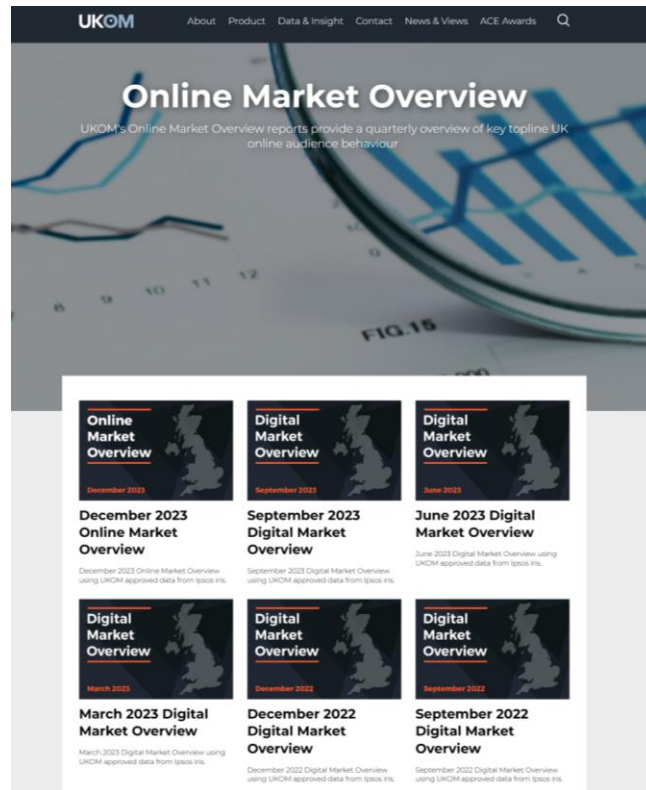 UKOM
About Product Data & Insight Contact News & Views ACE Awards
Online Market Overview
UKOM's Online Market Overview reports provide a quarterly overview of key topline UK
online audience behaviour
8 9 10 11 12
FIG.15
Online
Market
Overview
December 2023
December 2023
Online Market
Overview
December 2023 Online Market Overview
using UKOM approved data from Ipsos iris.
Digital
Market
Overview
September 2023
September 2023
Digital Market
Overview
September 2023 Digital Market Overview
using UKOM approved data from Ipsos iris.
Digital
Market
Overview
June 2023
June 2023 Digital
Market Overview
June 2023 Digital Market Overview using
UKOM approved data from Ipsos iris.
Digital
Market
Overview
March 2023
March 2023 Digital
Market Overview
March 2023 Digital Market Overview using
UKOM approved data from Ipsos iris.
Digital
Market
Overview
December 2022
December 2022
Digital Market
Overview
December 2022 Digital Market Overview
using UKOM approved data from Ipsos iris.
Digital
Market
Overview
September 2022
September 2022
Digital Market
Overview
September 2022 Digital Market Overview
using UKOM approved data from Ipsos iris.